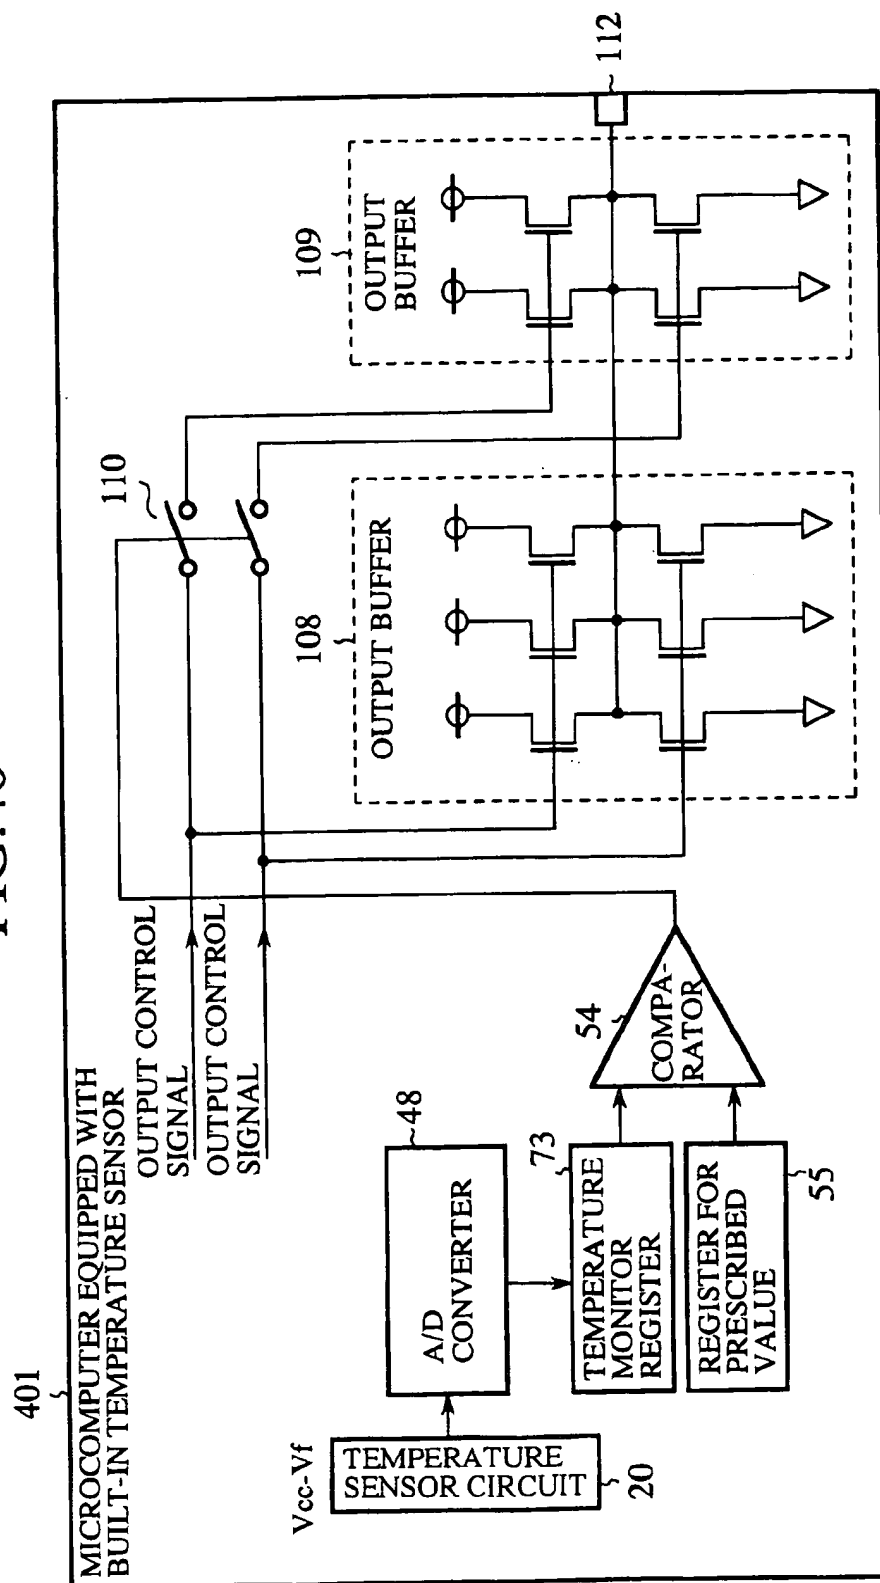 401
MICROCOMPUTER EQUIPPED WITH
BUILT-IN TEMPERATURE SENSOR
OUTPUT CONTROL
SIGNAL
OUTPUT CONTROL
SIGNAL
110
108
OUTPUT BUFFER
109
OUTPUT
BUFFER
112
Vcc-Vf
TEMPERATURE
SENSOR CIRCUIT
20
48
A/D
CONVERTER
73
TEMPERATURE
MONITOR
REGISTER
REGISTER FOR
PRESCRIBED
VALUE
55
54
COMPA-
RATOR